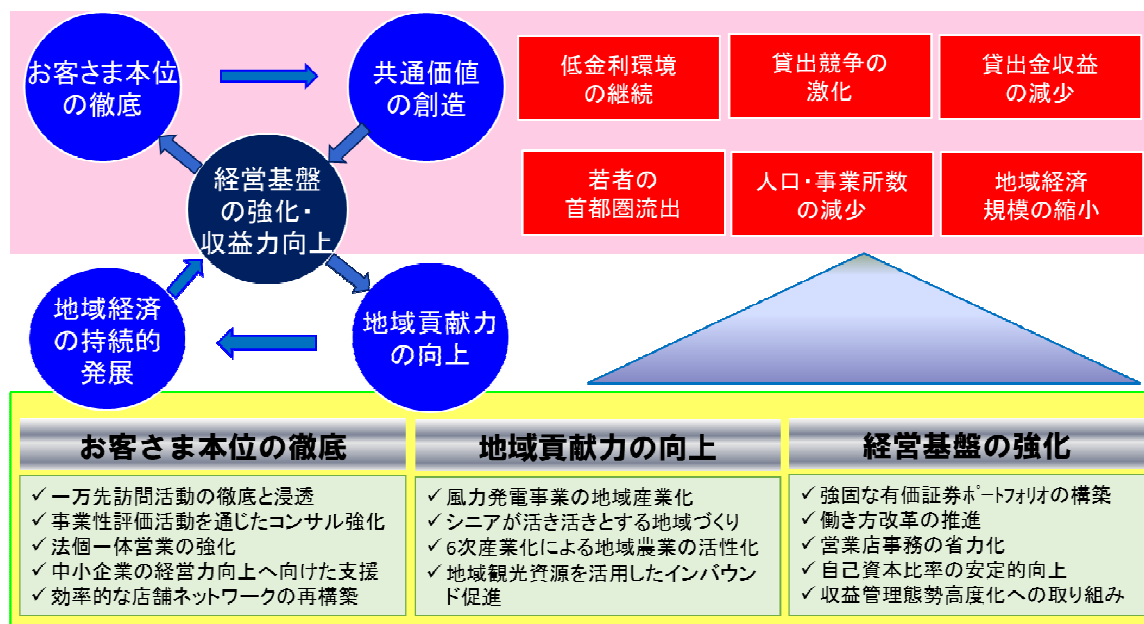 お客さま本位
の徹底
共通価値
の創造
経営基盤
の強化・
収益力向上
地域経済
の持続的
発展
地域貢献力
の向上
低金利環境
の継続
貸出競争の
激化
貸出金収益
の減少
若者の
首都圏流出
人口・事業所数
の減少
地域経済
規模の縮小
お客さま本位の徹底
✓一万先訪問活動の徹底と浸透
✓事業性評価活動を通じたコンサル強化
✓法個一体営業の強化
✓中小企業の経営力向上へ向けた支援
✓効率的な店舗ネットワークの再構築
地域貢献力の向上
✓風力発電事業の地域産業化
✓シニアが活き活きとする地域づくり
✓6次産業化による地域農業の活性化
✓地域観光資源を活用したインバウン
ド促進
経営基盤の強化
✓強固な有価証券ﾎﾟｰﾄﾌｫﾘｵの構築
✓働き方改革の推進
✓営業店事務の省力化
✓自己資本比率の安定的向上
✓収益管理態勢高度化への取り組み